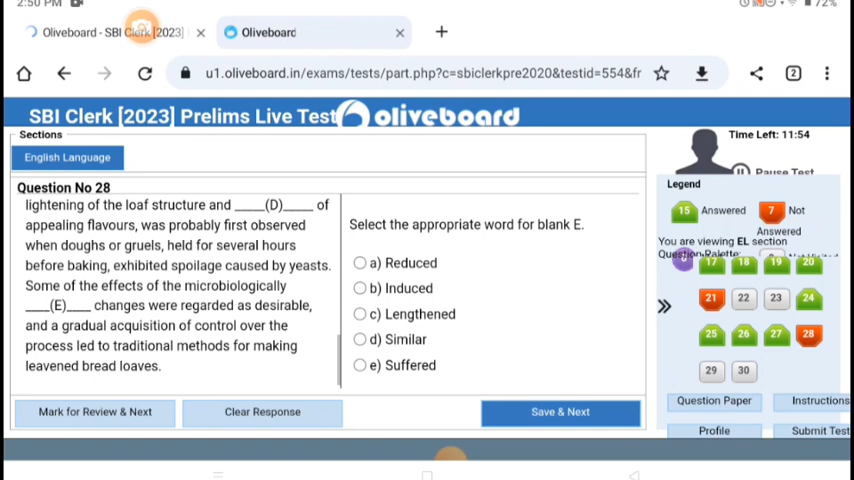 2:50 PM
72%
Oliveboard - SBI Clerk [2023]
Oliveboard
u1.oliveboard.in/exams/tests/part.php?c=sbiclerkpre2020&testid=554&fr
2
SBI Clerk [2023] Prelims Live Test
oliveboard
Sections
English Language
Time Left: 11:54
Pause Test
Question No 28
lightening of the loaf structure and ____(D)____ of
appealing flavours, was probably first observed
when doughs or gruels, held for several hours
before baking, exhibited spoilage caused by yeasts.
Some of the effects of the microbiologically
____(E)____ changes were regarded as desirable,
and a gradual acquisition of control over the
process led to traditional methods for making
leavened bread loaves.
Select the appropriate word for blank E.
a) Reduced
b) Induced
c) Lengthened
d) Similar
e) Suffered
Legend
15 Answered 7 Not Answered
You are viewing EL section
Question Palette:
17 18 19 20
21 22 23 24
25 26 27 28
29 30
Mark for Review & Next
Clear Response
Save & Next
Question Paper
Instructions
Profile
Submit Test